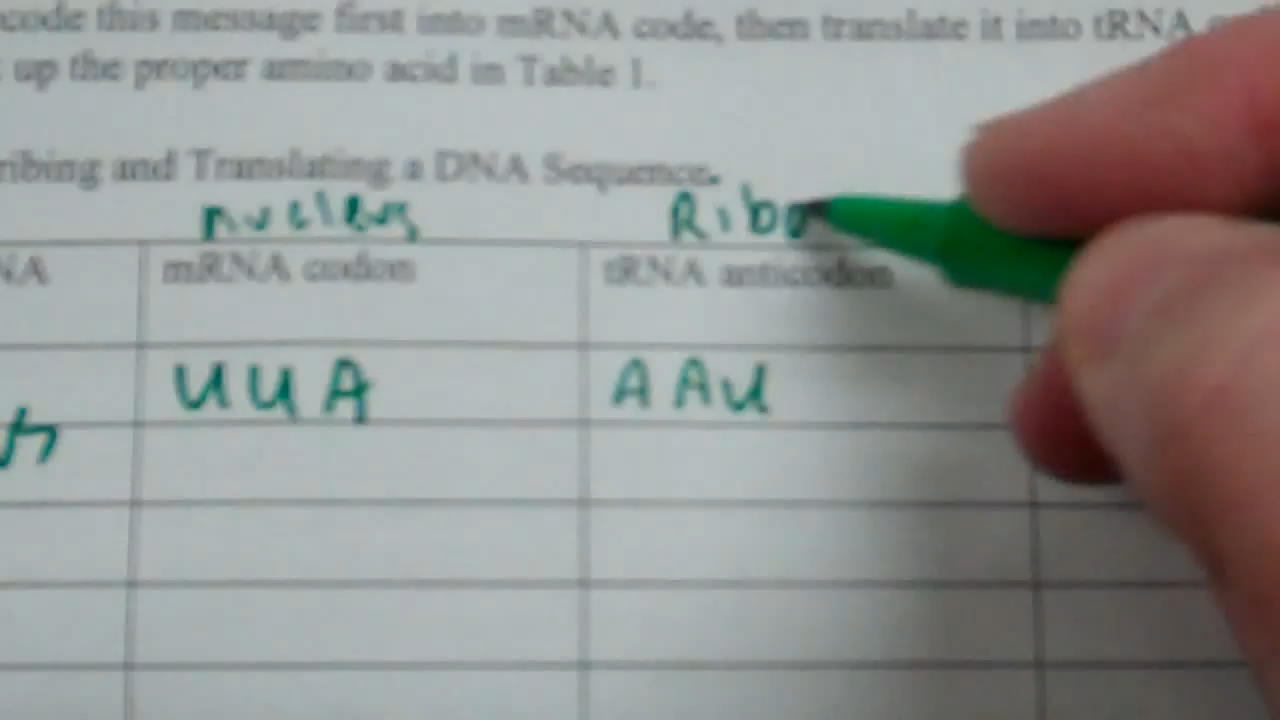 code this message first into mRNA code, then translate it into tRNA
up the proper amino acid in Table 1.
ribing and Translating a DNA Sequence.
nucleus Ribo
NA mRNA codon tRNA anticodon
UUA AAU